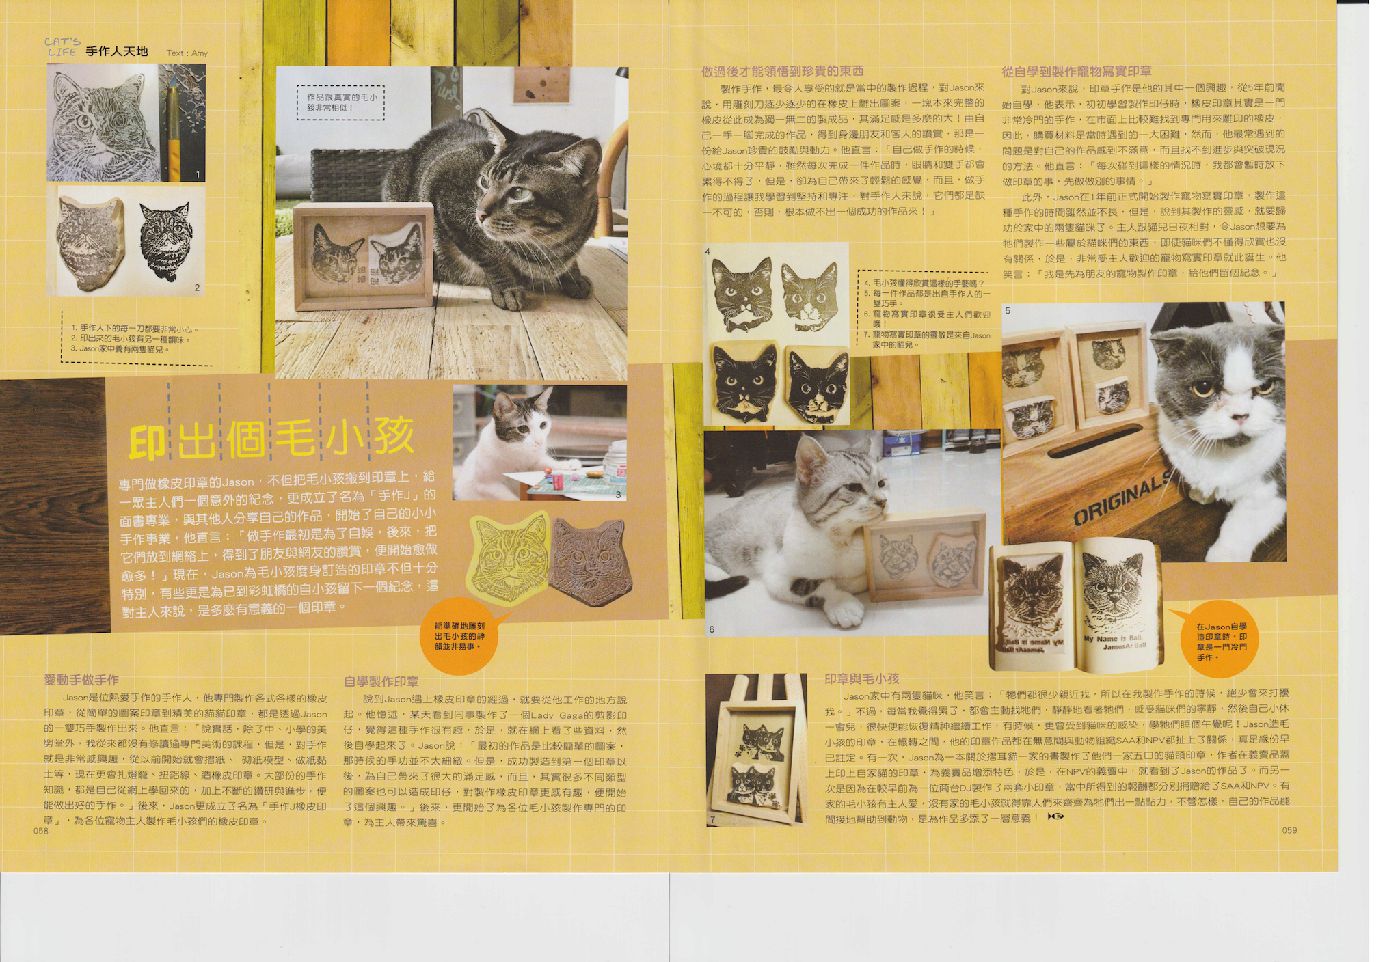 CAT'S
LIFE 手作人天地 Text : Amy
1
2
作品跟真實的毛小
孩非常相似！
1. 手作人下的每一刀都要非常小心。
2. 印出來的毛小孩有另一種韻味。
3. Jason家中養有兩隻貓兒。
印出個毛小孩
專門做橡皮印章的Jason，不但把毛小孩搬到印章上，給
一眾主人們一個意外的紀念，更成立了名為「手作J」的
面書專業，與其他人分享自己的作品，開始了自己的小小
手作事業，他直言：「做手作最初是為了自娛，後來，把
它們放到網絡上，得到了朋友與網友的讚賞，便開始愈做
愈多！」現在，Jason為毛小孩度身訂造的印章不但十分
特別，有些更是為已到彩虹橋的毛小孩留下一個紀念，這
對主人來說，是多麼有意義的一個印章。
3
能準確地雕刻
出毛小孩的神
韻並非易事。
愛動手做手作
Jason是位熱愛手作的手作人，他專門製作各式各樣的橡皮
印章，從簡單的圖案印章到精美的貓貓印章，都是透過Jason
的一雙巧手製作出來。他直言：「說實話，除了中、小學的美
勞堂外，我從來都沒有修讀過專門美術的課程，但是，對手作
就是非常感興趣，從以前開始就會摺紙、砌紙模型、做紙黏
土等，現在更會扎燈籠、扭鋁線、造橡皮印章。大部份的手作
知識，都是自己從網上學回來的，加上不斷的鑽研與進步，便
能做出好的手作。」後來，Jason更成立了名為「手作J橡皮印
章」，為各位寵物主人製作毛小孩們的橡皮印章。
058
自學製作印章
說到Jason遇上橡皮印章的經過，就要從他工作的地方說
起。他憶述，某天看到同事製作了一個Lady Gaga的剪影印
仔，覺得這種手作很有趣，於是，就在網上看了些資料，然
後自學起來了。Jason說：「最初的作品是比較簡單的圖案，
那時候的手功並不太細緻。但是，成功製造到第一個印章以
後，為自己帶來了很大的滿足感，而且，其實很多不同類型
的圖案也可以造成印仔，對製作橡皮印章更感有趣，便開始
了這個興趣。」後來，更開始了為各位毛小孩製作專門的印
章，為主人帶來驚喜。
做過後才能領悟到珍貴的東西
製作手作，最令人享受的就是當中的製作過程，對Jason來
說，用雕刻刀逐少逐少的在橡皮上雕出圖案，一塊本來完整的
橡皮從此成為獨一無二的製成品，其滿足感是多麼的大！由自
己一手一腳完成的作品，得到身邊朋友和客人的讚賞，都是一
份給Jason珍貴的鼓勵與動力。他直言：「自己做手作的時候，
心境都十分平靜，雖然每次完成一件作品時，眼睛和雙手都會
累得不得了，但是，卻為自己帶來了輕鬆的感覺，而且，做手
作的過程讓我學習到堅持和專注，對手作人來說，它們都是缺
一不可的，否則，根本做不出一個成功的作品來！」
從自學到製作寵物寫實印章
對Jason來說，印章手作是他的其中一個興趣，從5年前開
始自學，他表示，初初學習製作印仔時，橡皮印章其實是一門
非常冷門的手作，在市面上比較難找到專門用來雕印的橡皮，
因此，購買材料是當時遇到的一大困難，然而，他最常遇到的
問題是對自己的作品感到不滿意，而且找不到進步與突破現況
的方法。他直言：「每次碰到這樣的情況時，我都會暫時放下
做印章的事，先做做別的事情。」
此外，Jason在1年前正式開始製作寵物寫實印章，製作這
種手作的時間雖然並不長，但是，說到其製作的靈感，就要歸
功於家中的兩隻貓咪了。主人跟貓兒日夜相對，令Jason想要為
牠們製作一些屬於貓咪們的東西，即使貓咪們不懂得欣賞也沒
有關係，於是，非常受主人歡迎的寵物寫實印章就此誕生。他
笑言：「我是先為朋友的寵物製作印章，給他們留個紀念。」
4
4. 毛小孩懂得欣賞這樣的手藝嗎？
5. 每一件作品都是出自手作人的一
雙巧手。
6. 寵物寫實印章很受主人們歡迎
哦。
7. 寵物寫實印章的靈感是來自Jason
家中的貓兒。
5
ORIGINALS
6
My Name is Ball.
JamesAr Ball
在Jason自學
造印章時，印
章是一門冷門
手作。
7
印章與毛小孩
Jason家中有兩隻貓咪，他笑言：「牠們都很少親近我，所以在我製作手作的時候，絕少會來打擾
我。」不過，每當我覺得累了，都會主動找牠們，靜靜地看著牠們，感受貓咪們的寧靜，然後自己小休
一會兒，很快便能恢復精神繼續工作，有時候，更會受到貓咪的感染，學牠們睡個午覺呢！Jason造毛
小孩的印章，在輾轉之間，他的印章作品都在無意間與動物組織SAA和NPV都扯上了關係，真是緣份早
已註定。有一次，Jason為一本關於摺耳貓一家的書製作了他們一家五口的貓頭印章，作者在義賣品蓋
上印上自家貓的印章，為義賣品增添特色，於是，在NPV的義賣中，就看到了Jason的作品了。而另一
次是因為在較早前為一位電台DJ製作了兩套小印章，當中所得到的報酬都分別捐贈給了SAA和NPV。有
家的毛小孩有主人愛，沒有家的毛小孩就得靠人們來齊齊為牠們出一點點力，不管怎樣，自己的作品能
間接地幫助到動物，是為作品多添了一層意義！
059